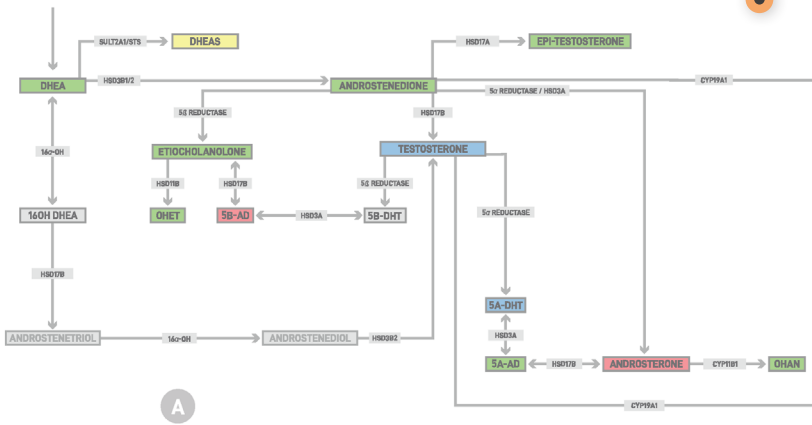 SULT2A1/STS
DHEAS
HSD17A
EPI-TESTOSTERONE
DHEA
HSD3B1/2
ANDROSTENEDIONE
CYP19A1
5α REDUCTASE / HSD3A
5β REDUCTASE
HSD17B
16α-OH
ETIOCHOLANOLONE
TESTOSTERONE
HSD11B
HSD17B
5β REDUCTASE
16OH DHEA
OHET
5B-AD
HSD3A
5B-DHT
5α REDUCTASE
HSD17B
5A-DHT
ANDROSTENETRIOL
16α-OH
ANDROSTENEDIOL
HSD3B2
HSD3A
5A-AD
HSD17B
ANDROSTERONE
CYP11B1
OHAN
A
CYP19A1